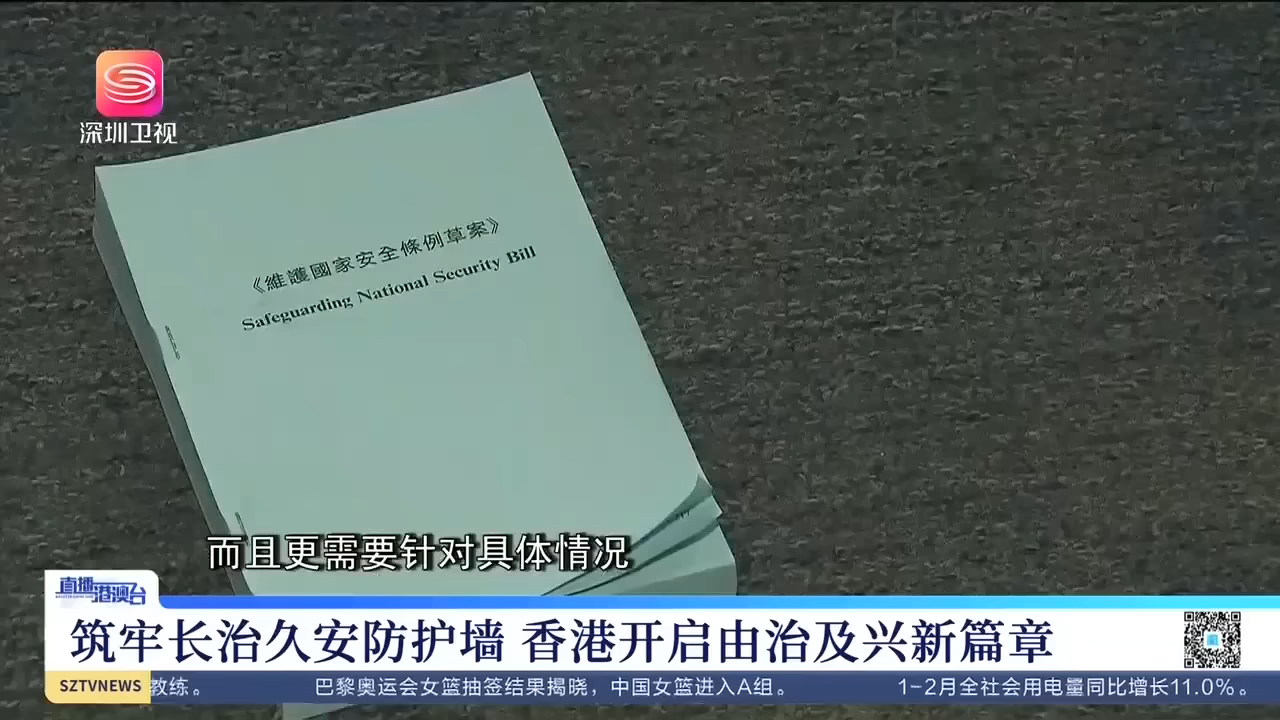 深圳卫视
《維護國家安全條例草案》
Safeguarding National Security Bill
而且更需要针对具体情况
直播港澳台
筑牢长治久安防护墙 香港开启由治及兴新篇章
SZTVNEWS
教练。 巴黎奥运会女篮抽签结果揭晓，中国女篮进入A组。 1-2月全社会用电量同比增长11.0%。